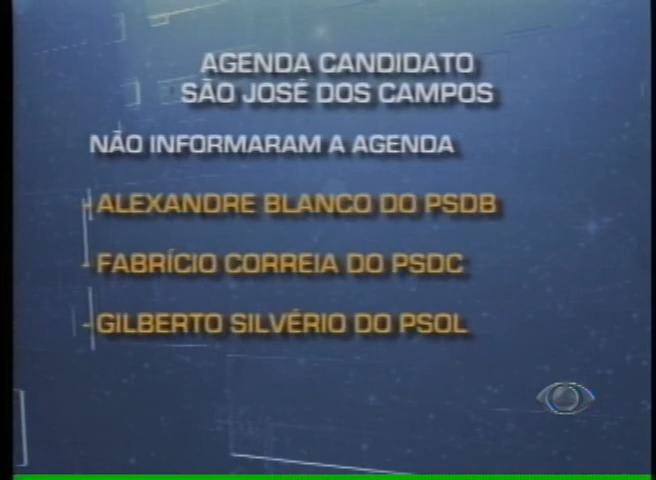 AGENDA CANDIDATO
SÃO JOSÉ DOS CAMPOS
NÃO INFORMARAM A AGENDA
- ALEXANDRE BLANCO DO PSDB
- FABRÍCIO CORREIA DO PSDC
- GILBERTO SILVÉRIO DO PSOL